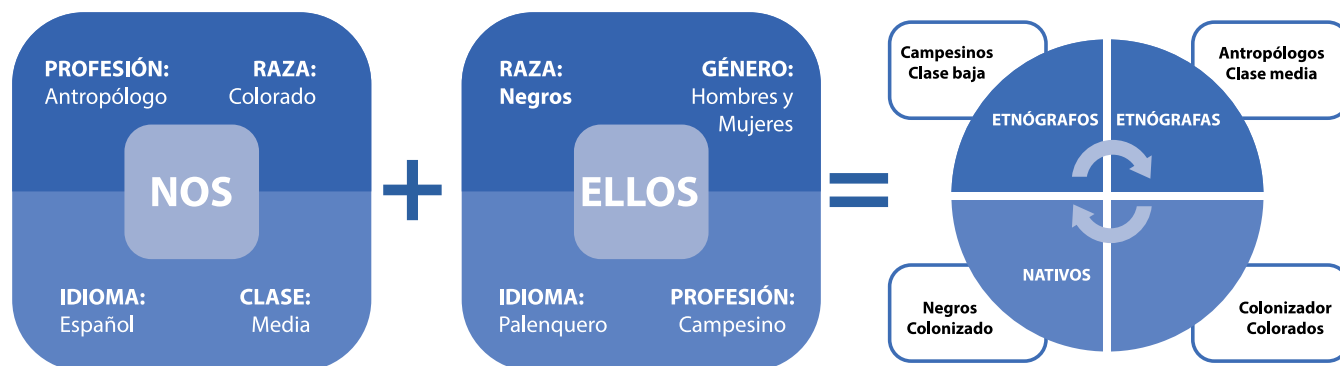 PROFESIÓN:
Antropólogo
RAZA:
Colorado
NOS
IDIOMA:
Español
CLASE:
Media
+
RAZA:
Negros
GÉNERO:
Hombres y
Mujeres
ELLOS
IDIOMA:
Palenquero
PROFESIÓN:
Campesino
=
Campesinos
Clase baja
Antropólogos
Clase media
ETNÓGRAFOS
ETNÓGRAFAS
NATIVOS
Negros
Colonizado
Colonizador
Colorados